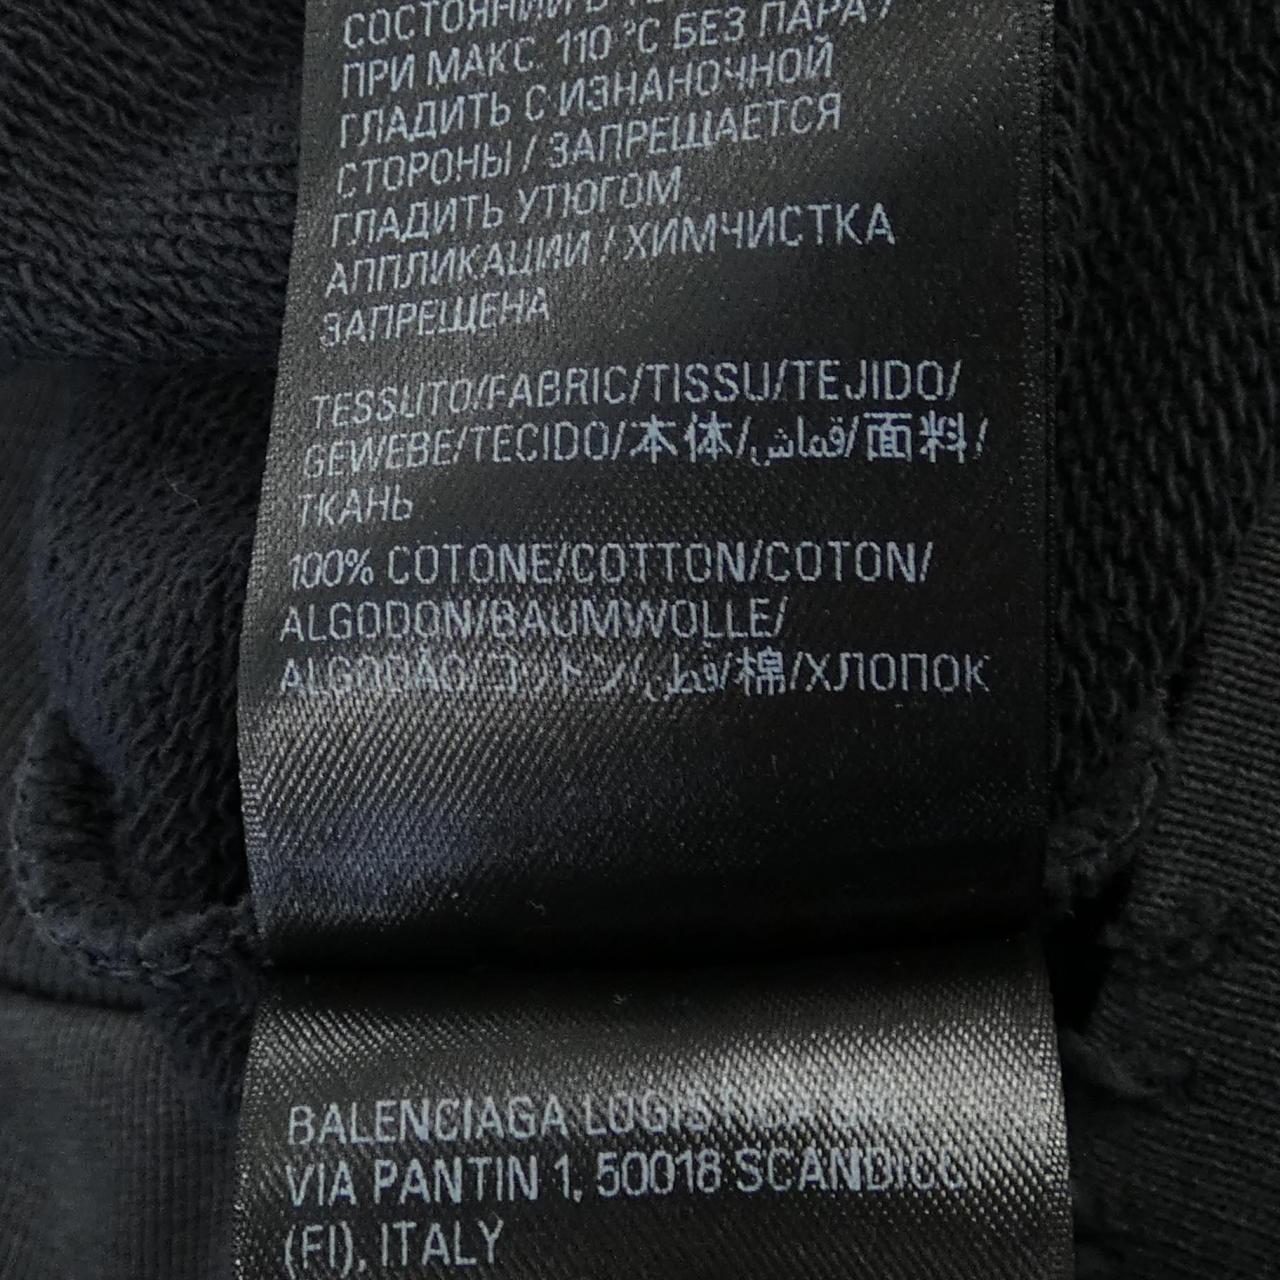 СОСТОЯНИИ В
ПРИ МАКС. 110 °C БЕЗ ПАРА /
ГЛАДИТЬ С ИЗНАНОЧНОЙ
СТОРОНЫ / ЗАПРЕЩАЕТСЯ
ГЛАДИТЬ УТЮГОМ
АППЛИКАЦИИ / ХИМЧИСТКА
ЗАПРЕЩЕНА
TESSUTO/FABRIC/TISSU/TEJIDO/
GEWEBE/TECIDO/本体/قماش/面料/
ТКАНЬ
100% COTONE/COTTON/COTON/
ALGODON/BAUMWOLLE/
ALGODÃO/コットン/قطن/棉/ХЛОПОК
BALENCIAGA LOGISTICA
VIA PANTIN 1, 50018 SCANDICCI
(FI), ITALY